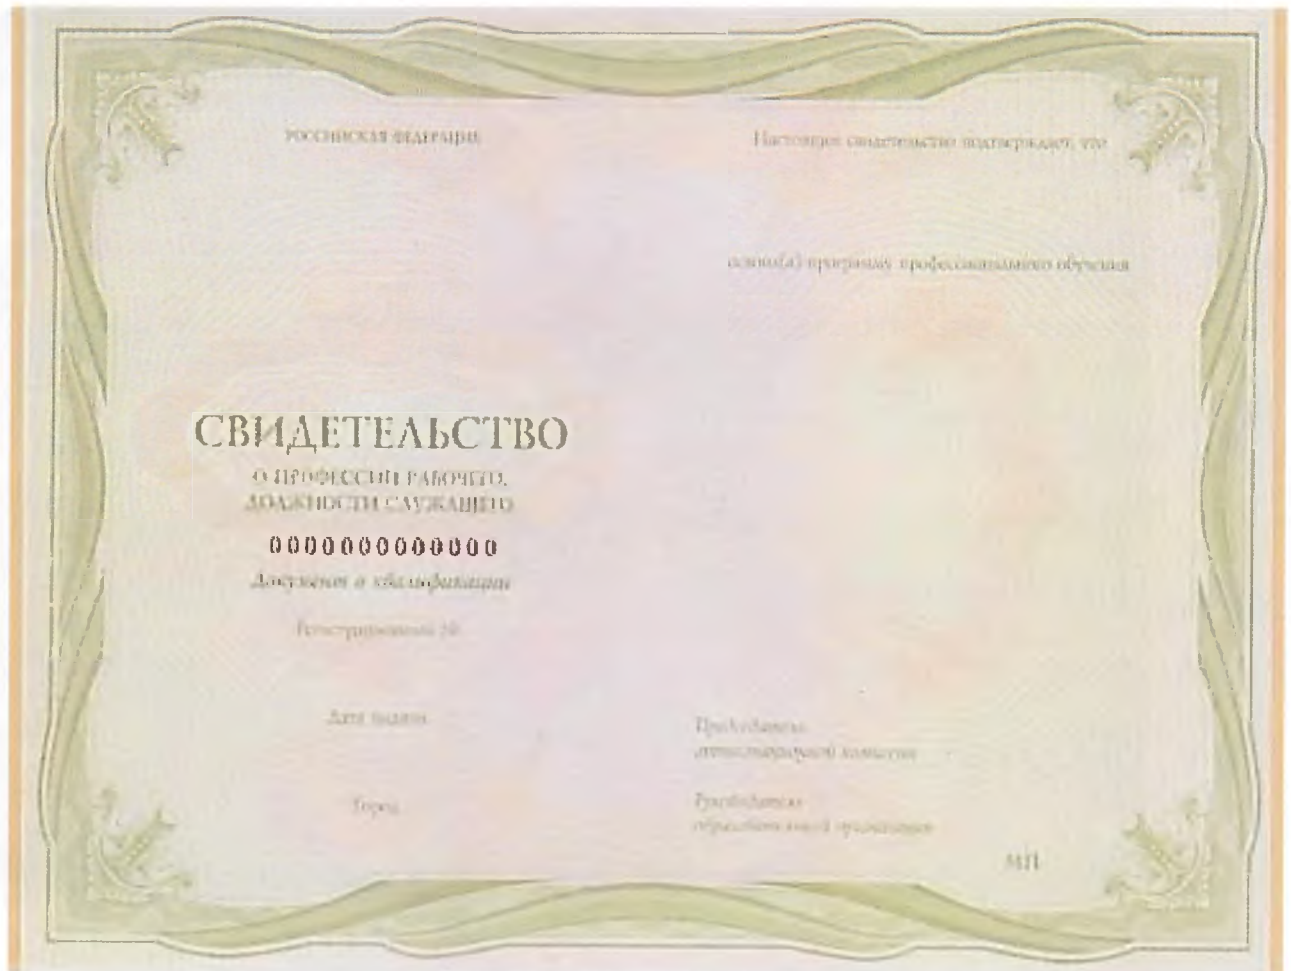 РОССИЙСКАЯ ФЕДЕРАЦИЯ
СВИДЕТЕЛЬСТВО
О ПРОФЕССИИ РАБОЧЕГО,
ДОЛЖНОСТИ СЛУЖАЩЕГО
0000000000000
Документ о квалификации
Регистрационный №
Дата выдачи
Город
Настоящее свидетельство подтверждает, что
освоил(а) программу профессионального обучения
Председатель
аттестационной комиссии
Руководитель
образовательной организации
МП